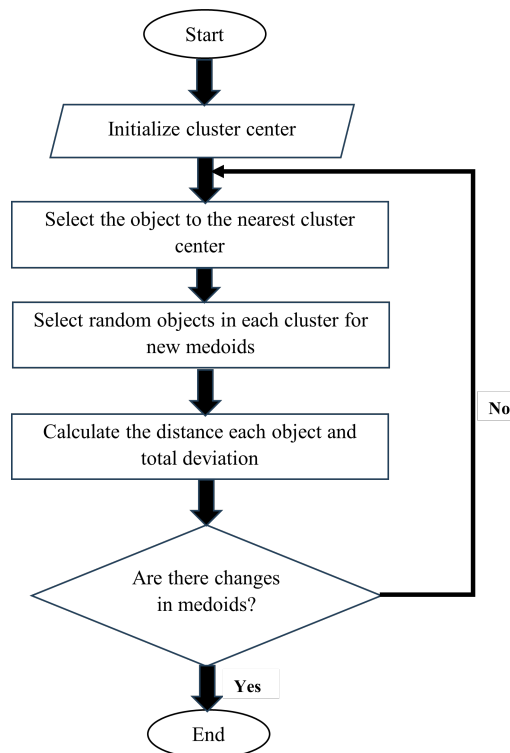 Start
Initialize cluster center
Select the object to the nearest cluster
center
Select random objects in each cluster for
new medoids
Calculate the distance each object and
total deviation
No
Are there changes
in medoids?
Yes
End